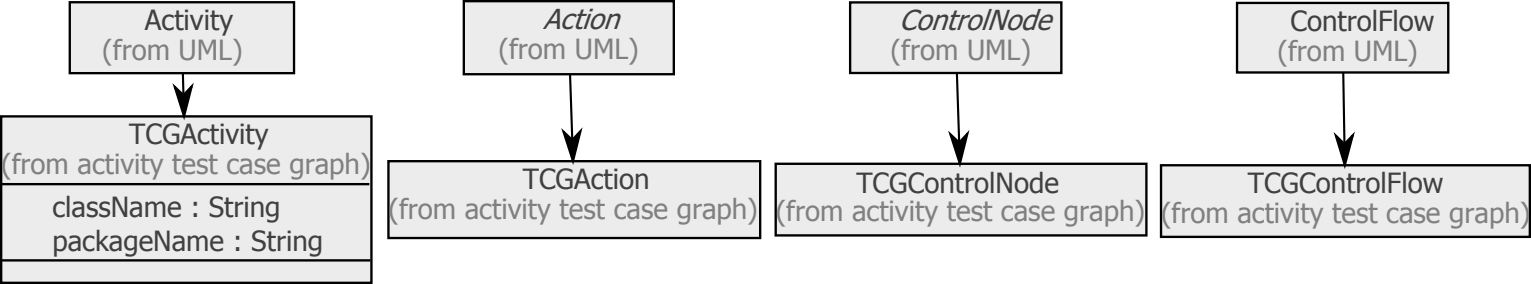 Activity
(from UML)
Action
(from UML)
ControlNode
(from UML)
ControlFlow
(from UML)
TCGActivity
(from activity test case graph)
className : String
packageName : String
TCGAction
(from activity test case graph)
TCGControlNode
(from activity test case graph)
TCGControlFlow
(from activity test case graph)